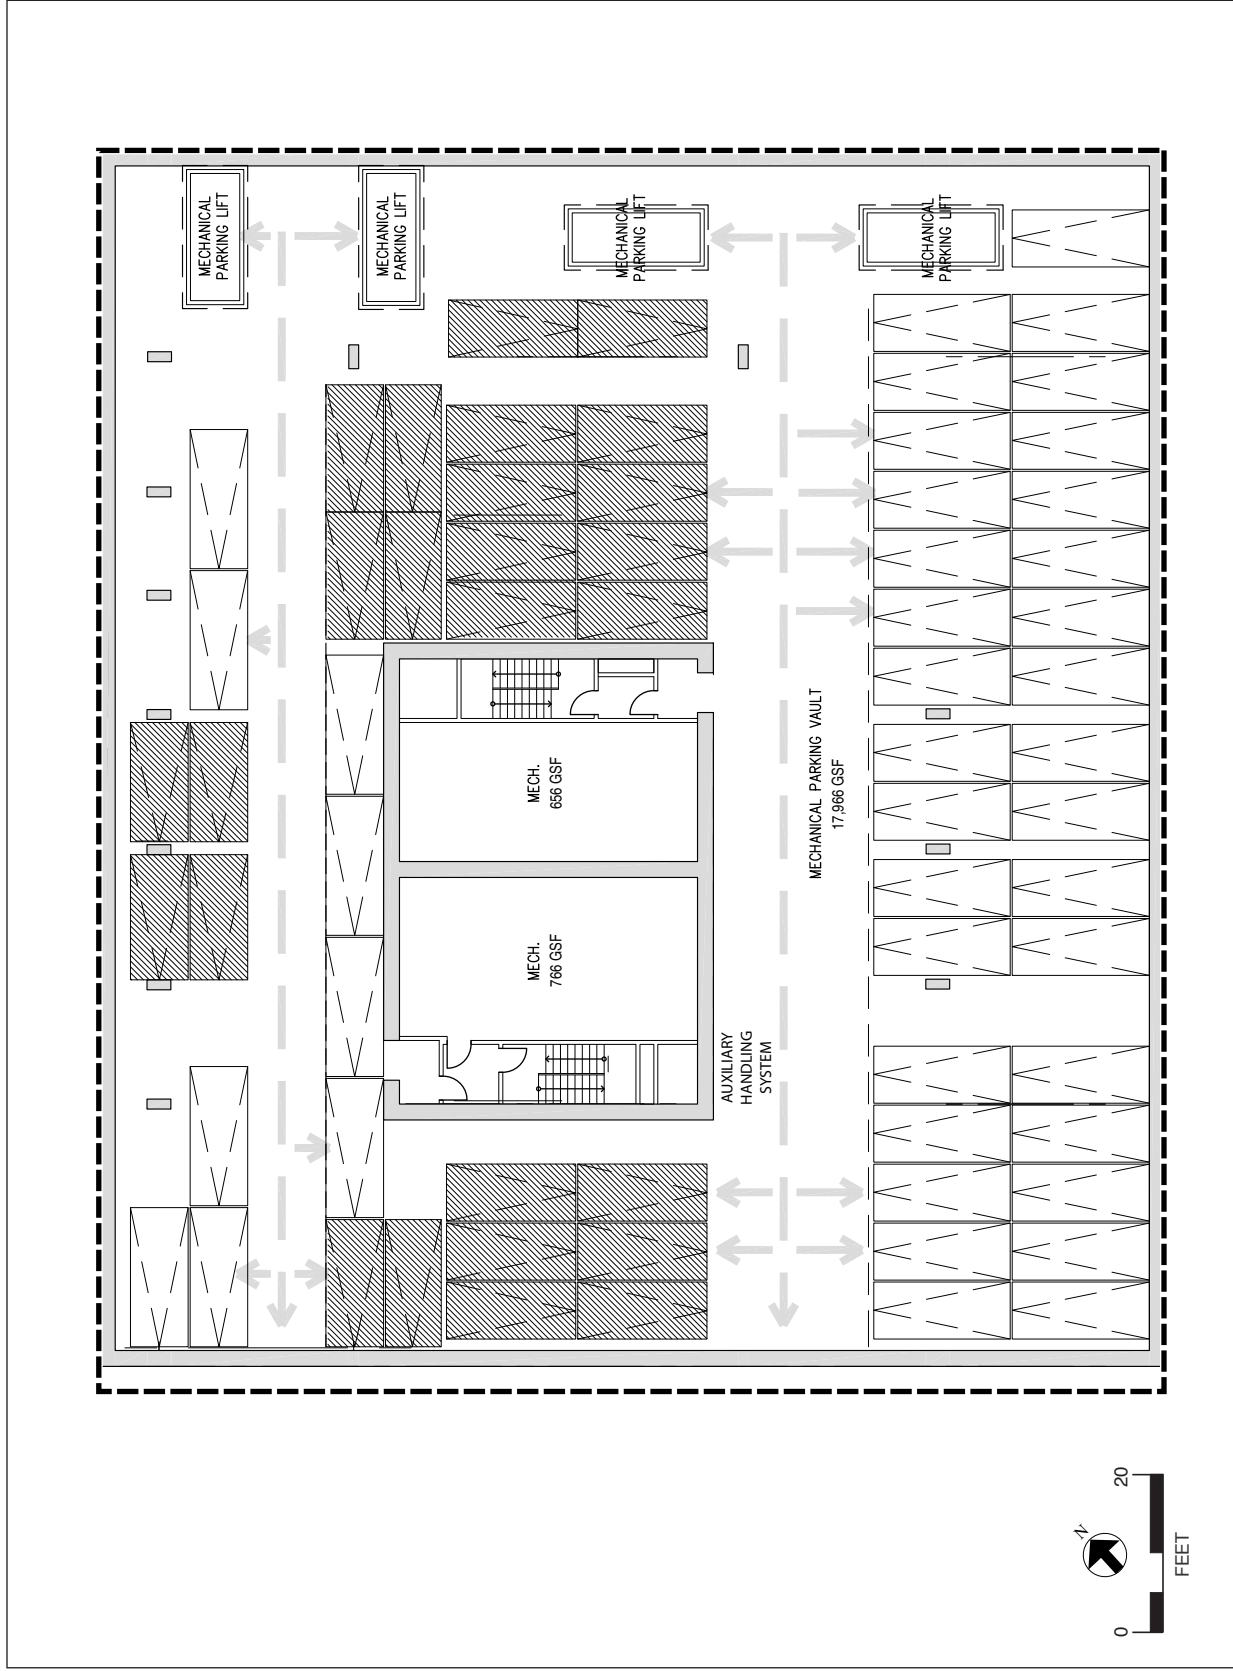 MECHANICAL
PARKING LIFT
MECHANICAL
PARKING LIFT
MECHANICAL
PARKING LIFT
MECHANICAL
PARKING LIFT
MECH.
656 GSF
MECHANICAL PARKING VAULT
17,966 GSF
MECH.
766 GSF
AUXILIARY
HANDLING
SYSTEM
N
0
20
FEET